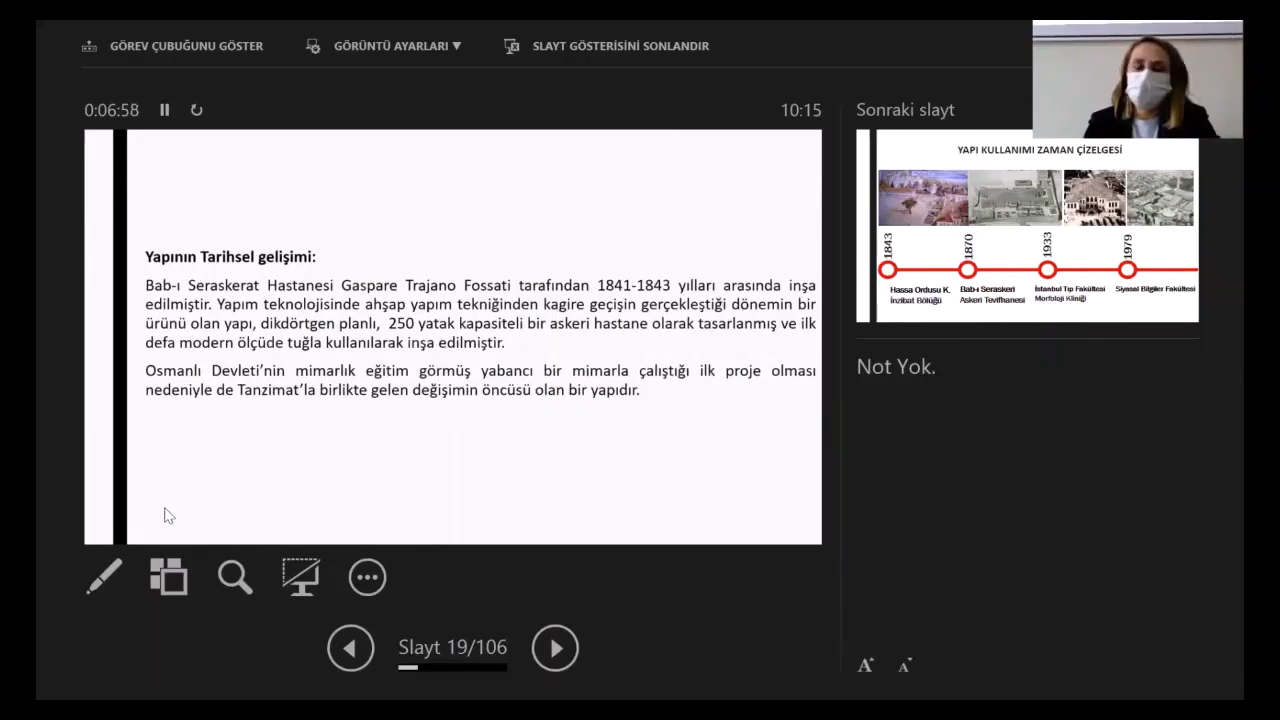 GÖREV ÇUBUĞUNU GÖSTER
GÖRÜNTÜ AYARLARI ▼
SLAYT GÖSTERİSİNİ SONLANDIR
0:06:58
10:15
Yapının Tarihsel gelişimi:
Bab-ı Seraskerat Hastanesi Gaspare Trajano Fossati tarafından 1841-1843 yılları arasında inşa
edilmiştir. Yapım teknolojisinde ahşap yapım tekniğinden kagire geçişin gerçekleştiği dönemin bir
ürünü olan yapı, dikdörtgen planlı, 250 yatak kapasiteli bir askeri hastane olarak tasarlanmış ve ilk
defa modern ölçüde tuğla kullanılarak inşa edilmiştir.
Osmanlı Devleti'nin mimarlık eğitim görmüş yabancı bir mimarla çalıştığı ilk proje olması
nedeniyle de Tanzimat'la birlikte gelen değişimin öncüsü olan bir yapıdır.
Slayt 19/106
Sonraki slayt
YAPI KULLANIMI ZAMAN ÇİZELGESİ
1843
1870
1933
1979
Hassa Ordusu K.
İnzibat Bölüğü
Bab-ı Seraskeri
Askeri Tevifhanesi
İstanbul Tıp Fakültesi
Morfoloji Kliniği
Siyasal Bilgiler Fakültesi
Not Yok.
A A